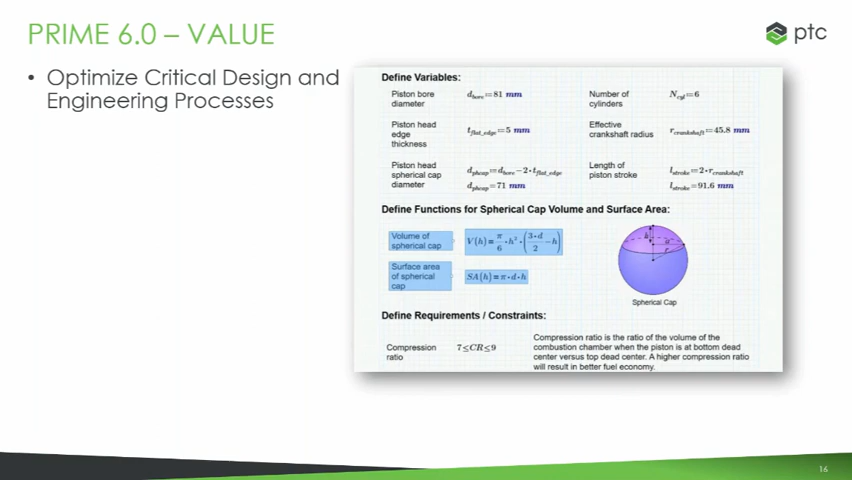 PRIME 6.0 – VALUE
ptc
• Optimize Critical Design and
Engineering Processes
Define Variables:
Piston bore
diameter
d_bore = 81 mm
Number of
cylinders
N_cyl = 6
Piston head
edge
thickness
t_flat_edge = 5 mm
Effective
crankshaft radius
r_crankshaft = 45.8 mm
Piston head
spherical cap
diameter
d_phcap = d_bore − 2 • t_flat_edge
d_phcap = 71 mm
Length of
piston stroke
l_stroke = 2 • r_crankshaft
l_stroke = 91.6 mm
Define Functions for Spherical Cap Volume and Surface Area:
Volume of
spherical cap
V(h) = π/6 • h² • (3 • d/2 − h)
Surface area
of spherical
cap
SA(h) = π • d • h
h
a
r
Spherical Cap
Define Requirements / Constraints:
Compression
ratio
7 ≤ CR ≤ 9
Compression ratio is the ratio of the volume of the
combustion chamber when the piston is at bottom dead
center versus top dead center. A higher compression ratio
will result in better fuel economy.
16